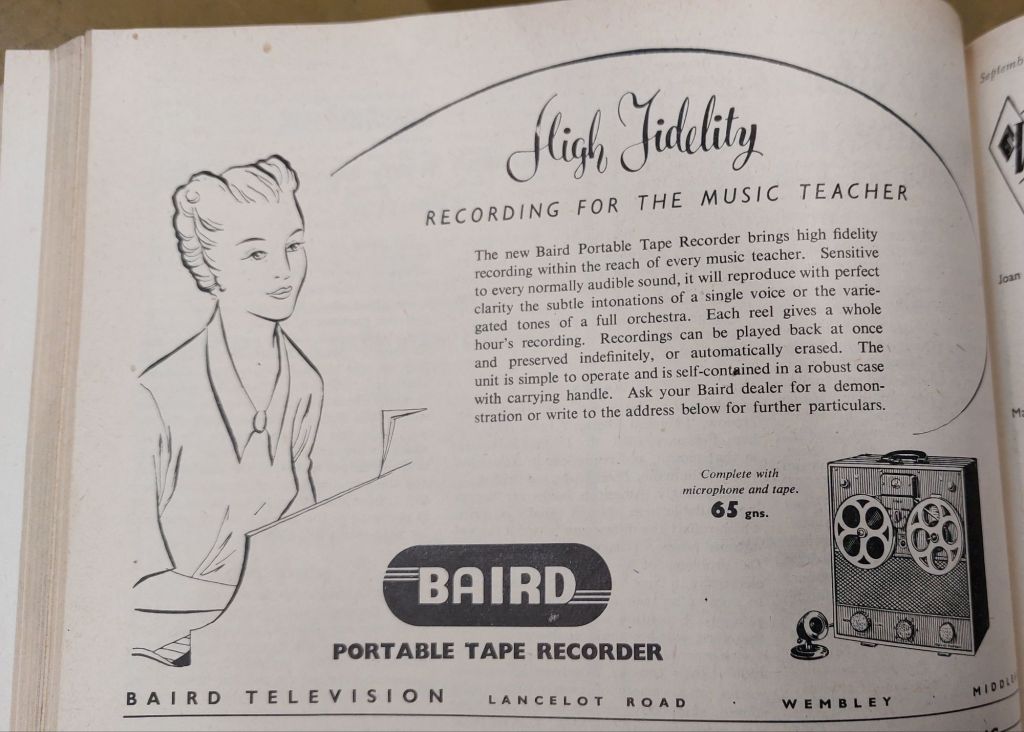 High Fidelity
RECORDING FOR THE MUSIC TEACHER
The new Baird Portable Tape Recorder brings high fidelity
recording within the reach of every music teacher. Sensitive
to every normally audible sound, it will reproduce with perfect
clarity the subtle intonations of a single voice or the varie-
gated tones of a full orchestra. Each reel gives a whole
hour's recording. Recordings can be played back at once
and preserved indefinitely, or automatically erased. The
unit is simple to operate and is self-contained in a robust case
with carrying handle. Ask your Baird dealer for a demon-
stration or write to the address below for further particulars.
Complete with
microphone and tape.
65 gns.
BAIRD
PORTABLE TAPE RECORDER
BAIRD TELEVISION LANCELOT ROAD WEMBLEY
Joan